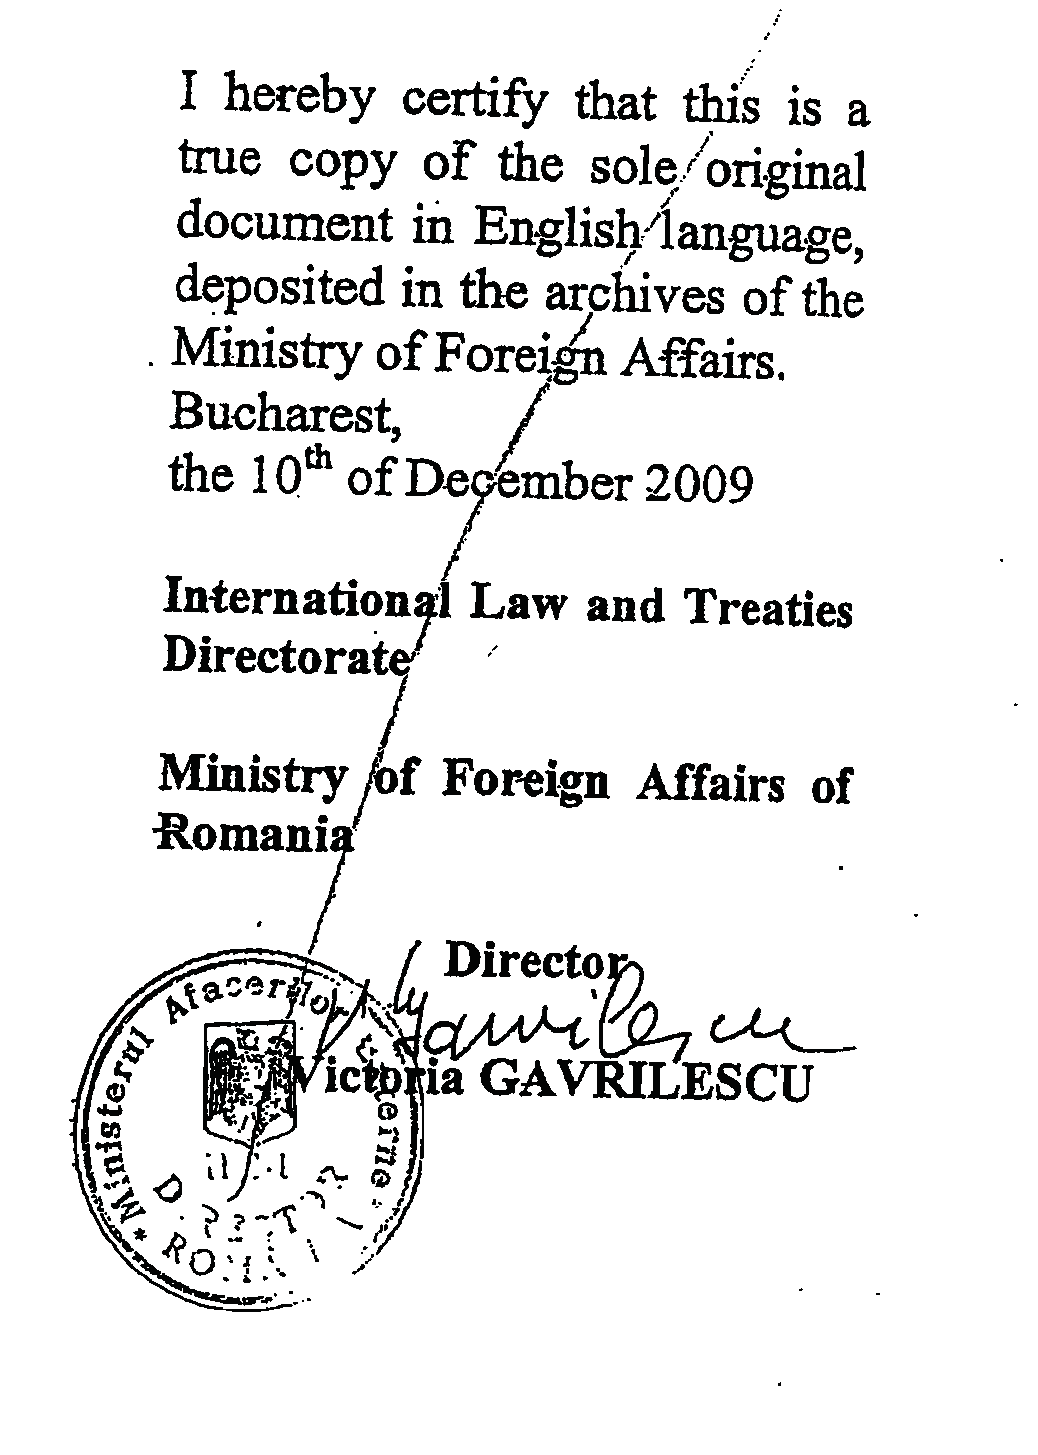 I hereby certify that this is a
true copy of the sole original
document in English language,
deposited in the archives of the
Ministry of Foreign Affairs.
Bucharest,
the 10th of December 2009
International Law and Treaties
Directorate
Ministry of Foreign Affairs of
Romania
Director
Gavrilescu
Victoria GAVRILESCU
* Ministerul Afacerilor Externe